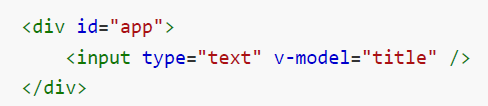 <div id="app">
    <input type="text" v-model="title" />
</div>